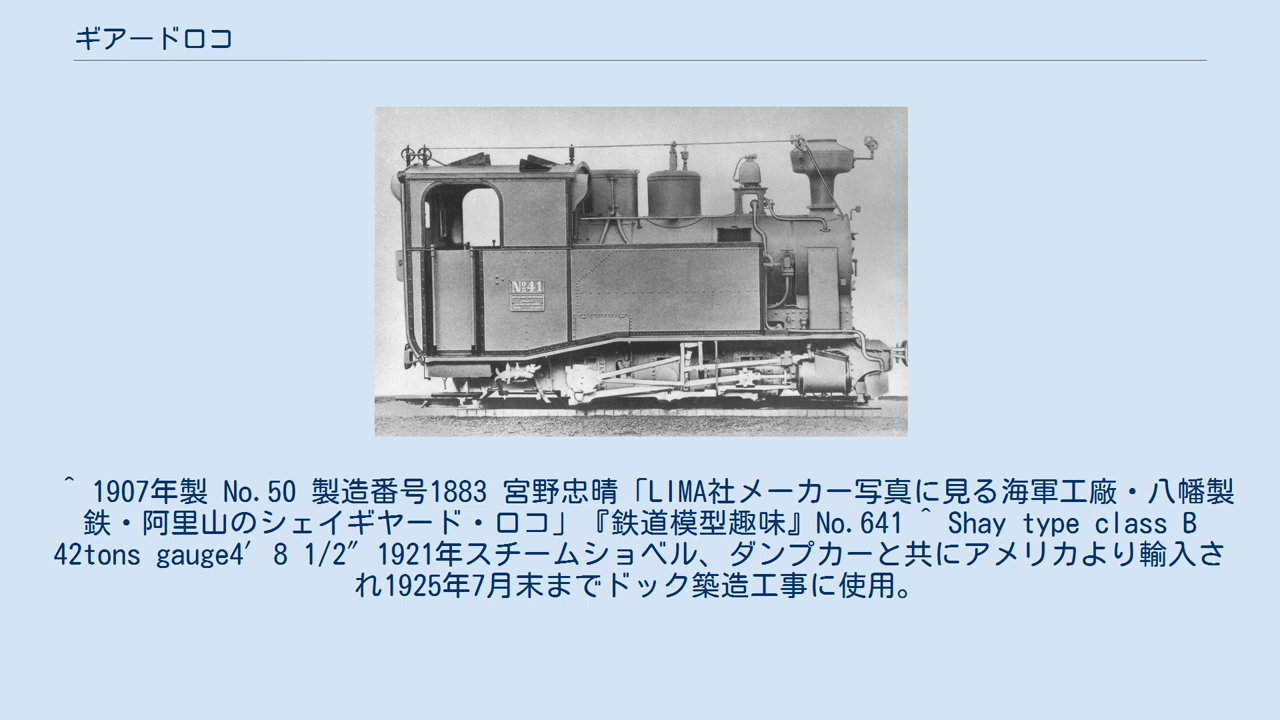 ギアードロコ
No41
^ 1907年製 No.50 製造番号1883 宮野忠晴「LIMA社メーカー写真に見る海軍工廠・八幡製
鉄・阿里山のシェイギヤード・ロコ」『鉄道模型趣味』No.641 ^ Shay type class B
42tons gauge4′ 8 1/2″ 1921年スチームショベル、ダンプカーと共にアメリカより輸入さ
れ1925年7月末までドック築造工事に使用。